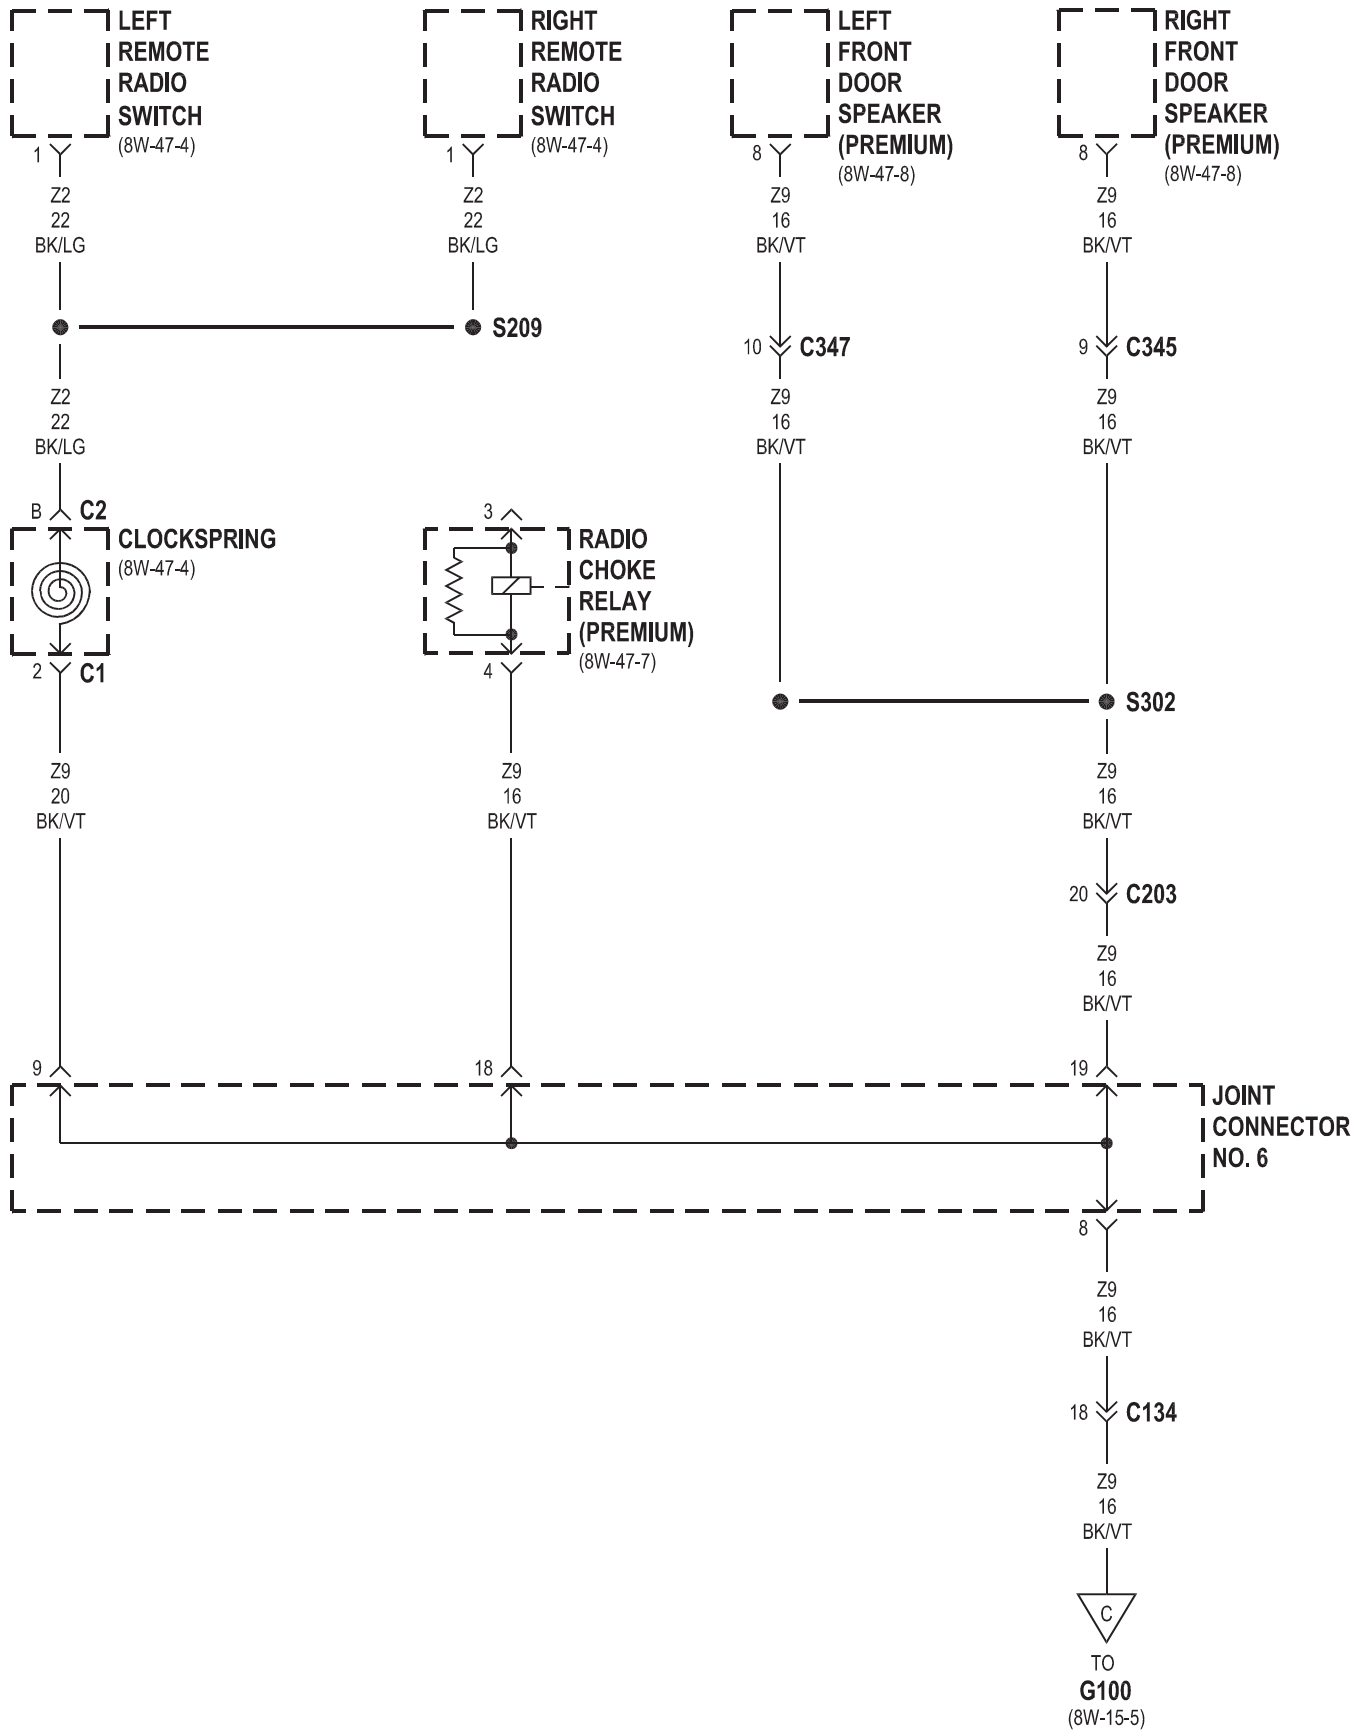 LEFT
REMOTE
RADIO
SWITCH
(8W-47-4)
RIGHT
REMOTE
RADIO
SWITCH
(8W-47-4)
LEFT
FRONT
DOOR
SPEAKER
(PREMIUM)
(8W-47-8)
RIGHT
FRONT
DOOR
SPEAKER
(PREMIUM)
(8W-47-8)
1
1
8
8
Z2
22
BK/LG
Z2
22
BK/LG
Z9
16
BK/VT
Z9
16
BK/VT
S209
10
C347
9
C345
Z2
22
BK/LG
Z9
16
BK/VT
Z9
16
BK/VT
B
C2
CLOCKSPRING
(8W-47-4)
2
C1
3
RADIO
CHOKE
RELAY
(PREMIUM)
(8W-47-7)
4
S302
Z9
20
BK/VT
Z9
16
BK/VT
Z9
16
BK/VT
20
C203
Z9
16
BK/VT
9
18
19
JOINT
CONNECTOR
NO. 6
8
Z9
16
BK/VT
18
C134
Z9
16
BK/VT
C
TO
G100
(8W-15-5)